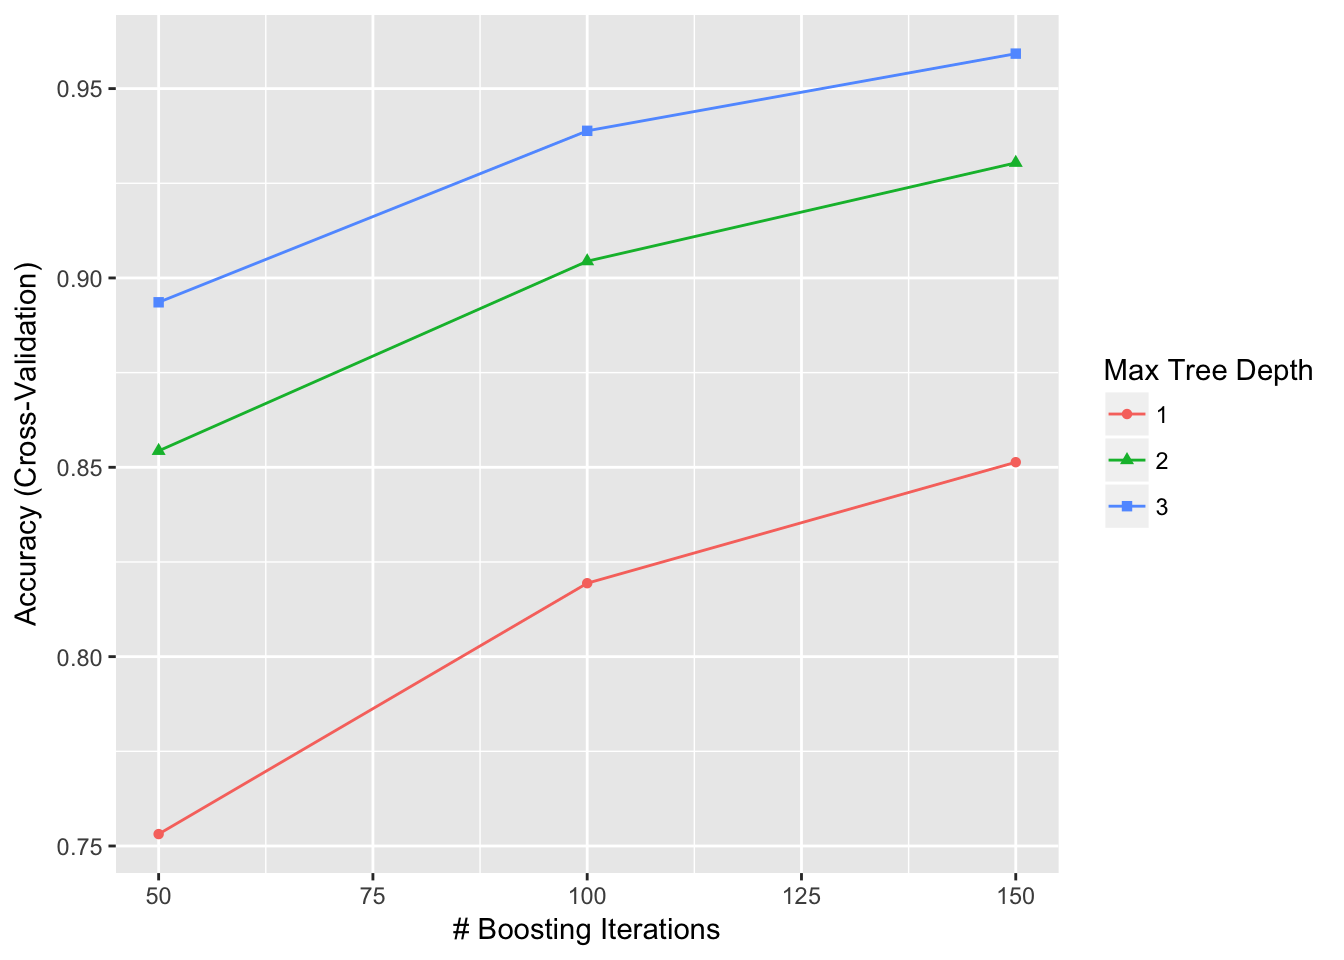 0.95
0.90
0.85
0.80
0.75
Accuracy (Cross-Validation)
50 75 100 125 150
# Boosting Iterations
Max Tree Depth
1
2
3